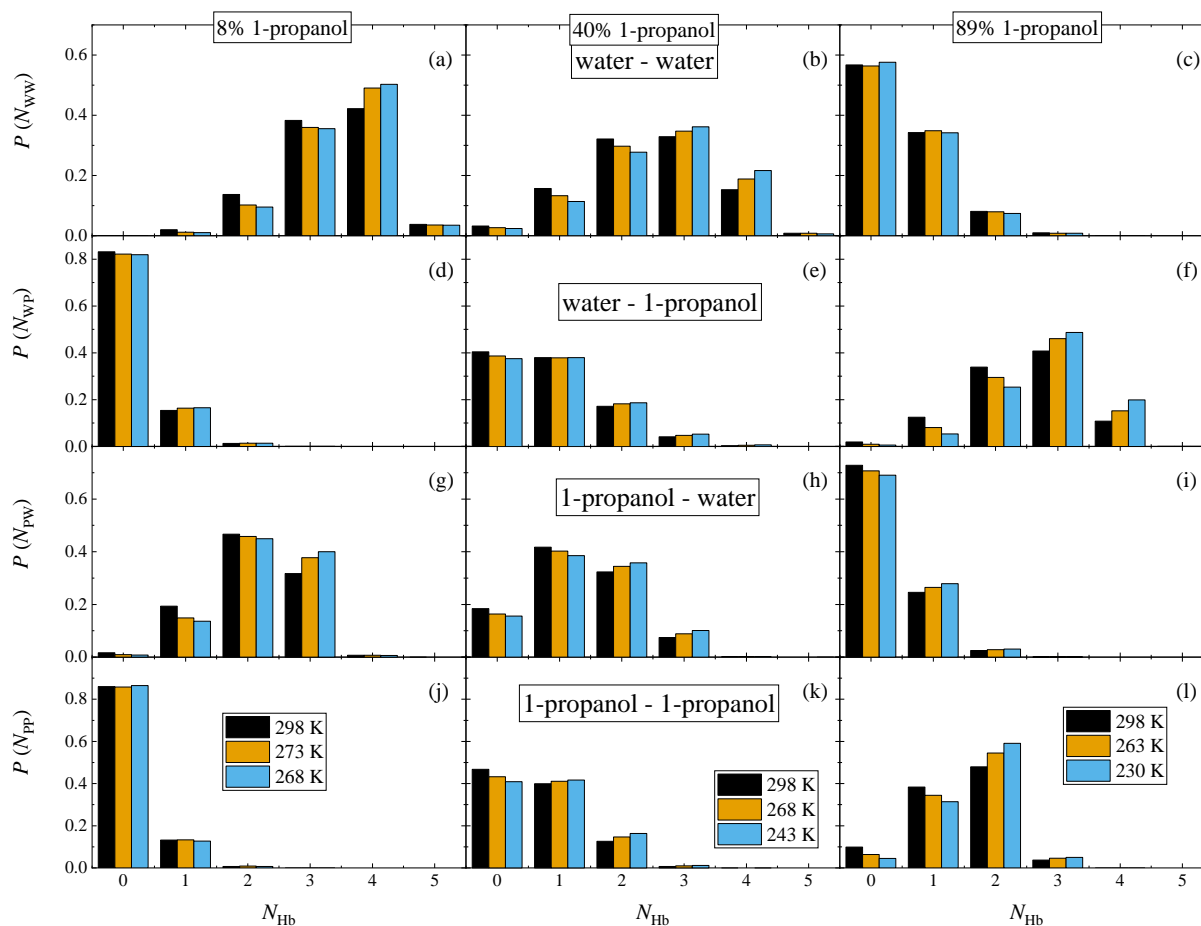 8% 1-propanol
40% 1-propanol
89% 1-propanol
0.6
0.4
0.2
0.0
P (N_WW)
(a)
water - water
(b)
(c)
0.8
0.6
0.4
0.2
0.0
P (N_WP)
(d)
water - 1-propanol
(e)
(f)
0.6
0.4
0.2
0.0
P (N_PW)
(g)
1-propanol - water
(h)
(i)
0.8
0.6
0.4
0.2
0.0
P (N_PP)
(j)
298 K
273 K
268 K
1-propanol - 1-propanol
(k)
298 K
268 K
243 K
(l)
298 K
263 K
230 K
0 1 2 3 4 5
0 1 2 3 4 5
0 1 2 3 4 5
N_Hb
N_Hb
N_Hb